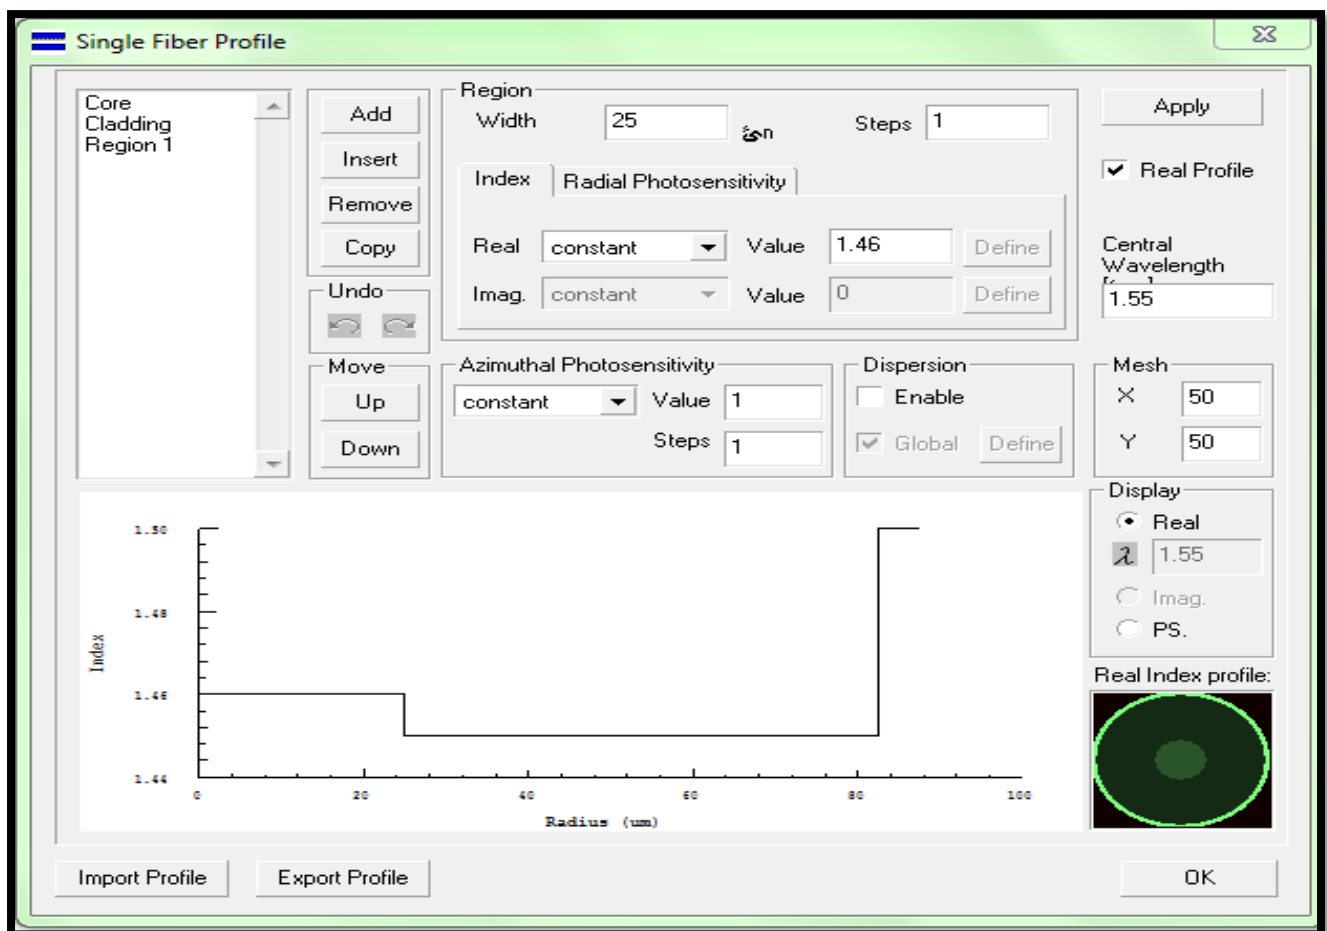 Single Fiber Profile
Core
Cladding
Region 1
Add
Insert
Remove
Copy
Undo
Move
Up
Down
Region
Width 25 Steps 1
Index Radial Photosensitivity
Real constant Value 1.46 Define
Imag. constant Value 0 Define
Azimuthal Photosensitivity
constant Value 1
Steps 1
Dispersion
Enable
Global Define
Apply
Real Profile
Central
Wavelength
1.55
Mesh
X 50
Y 50
Display
Real
λ 1.55
Imag.
PS.
Real Index profile:
1.50
1.48
1.46
1.44
Index
0 20 40 60 80 100
Radius (um)
Import Profile Export Profile OK